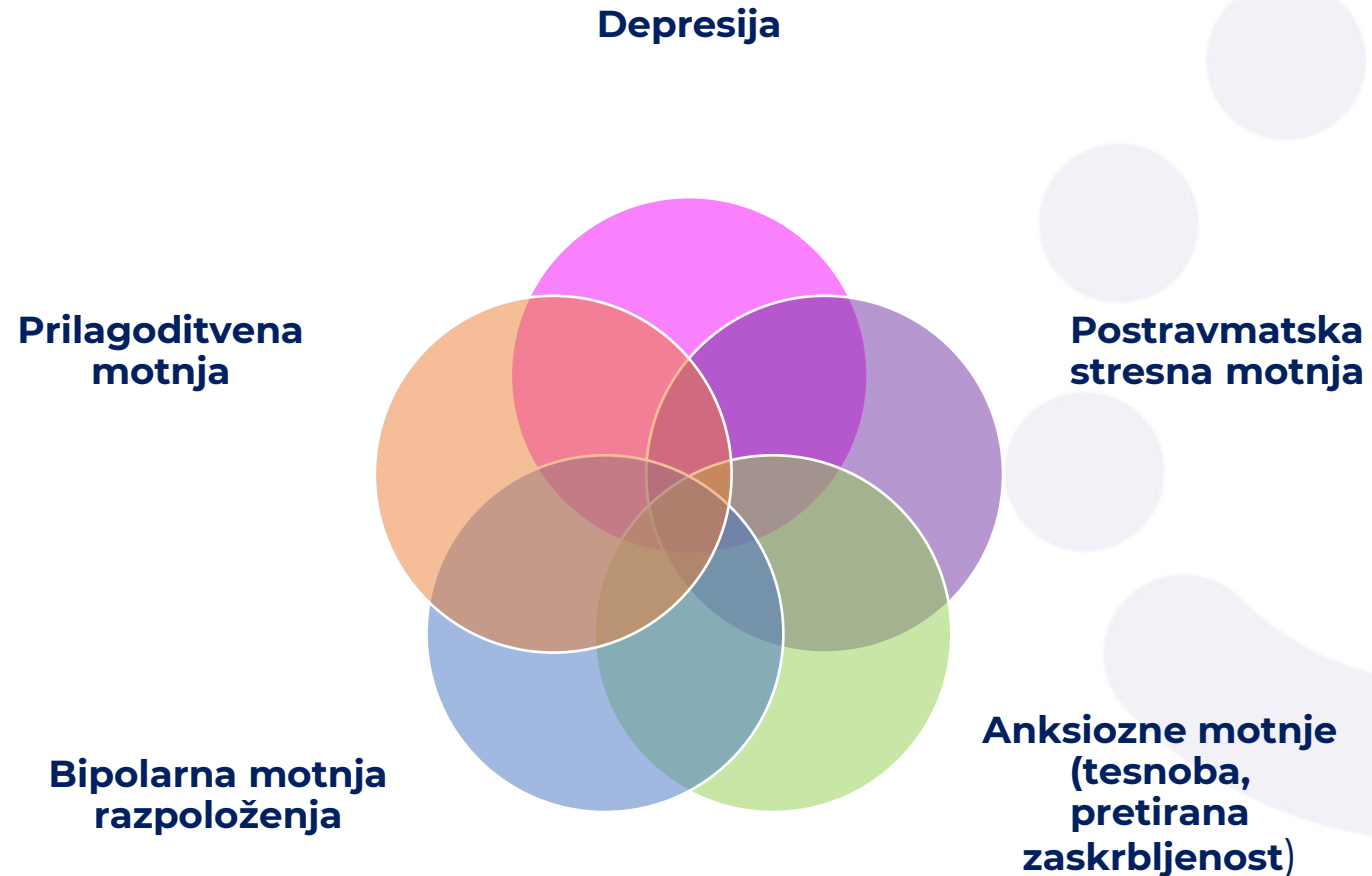 Depresija
Prilagoditvena
motnja
Postravmatska
stresna motnja
Bipolarna motnja
razpoloženja
Anksiozne motnje
(tesnoba,
pretirana
zaskrbljenost)